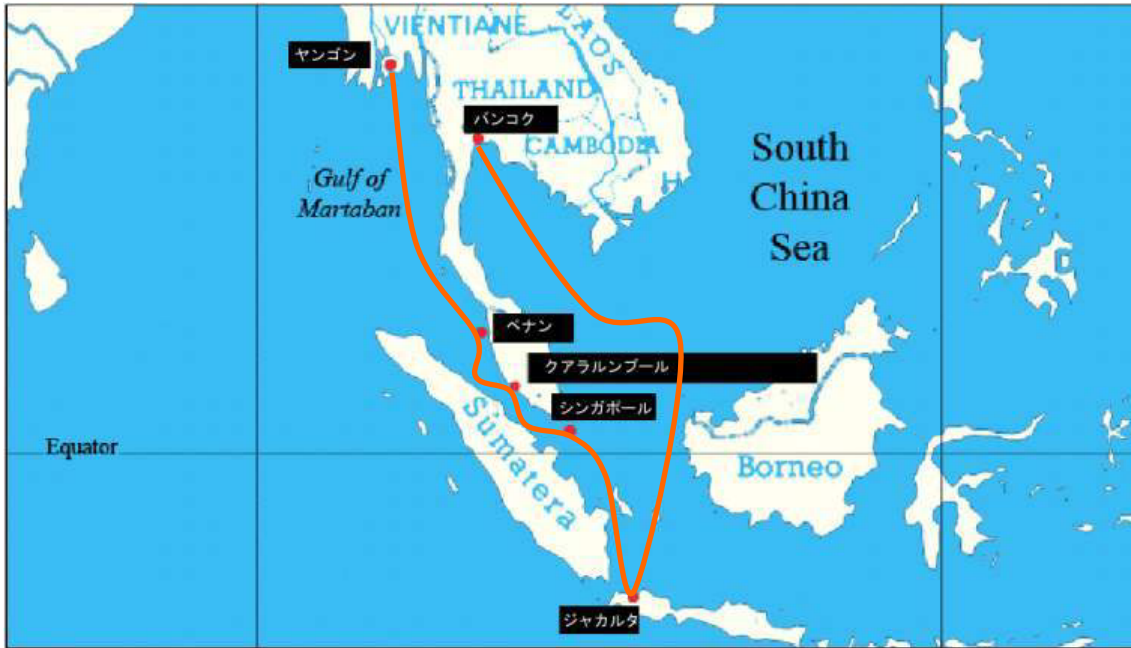 VIENTIANE
LAOS
ヤンゴン
THAILAND
バンコク
CAMBODIA
H
Gulf of
Martaban
South
China
Sea
ペナン
クアラルンプール
シンガポール
Sümatera
Equator
Borneo
ジャカルタ